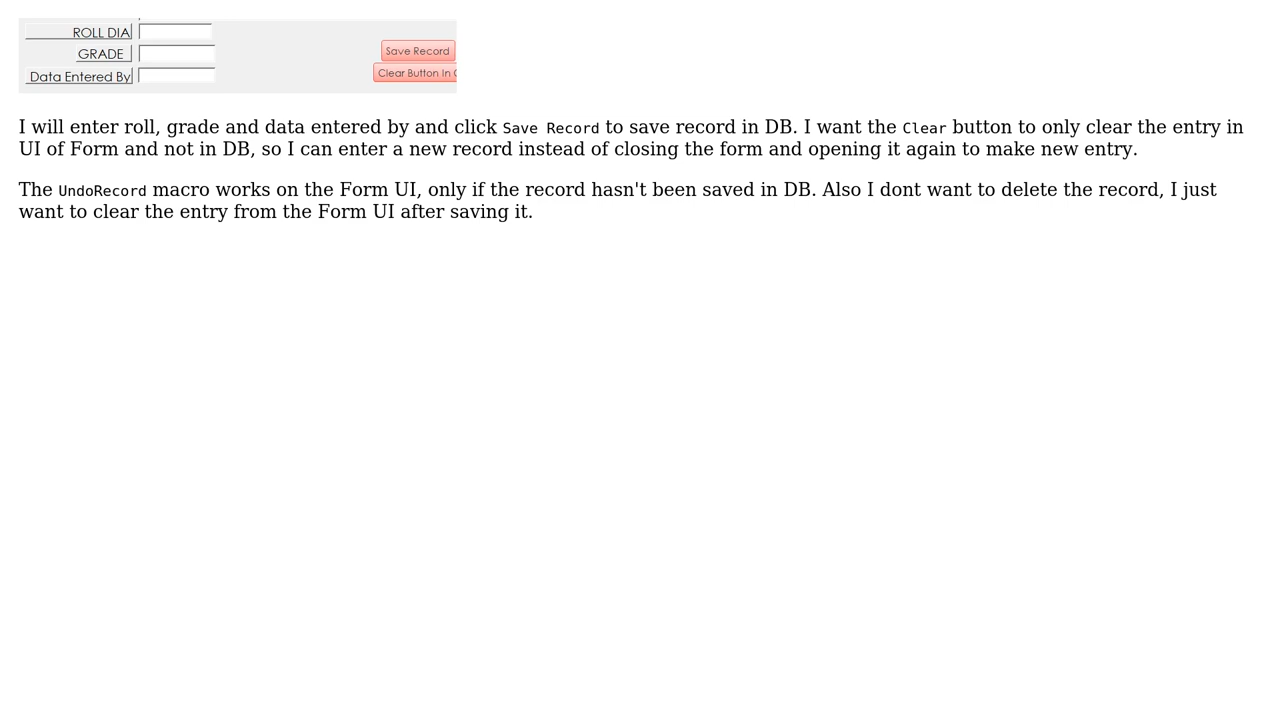 ROLL DIA
GRADE
Save Record
Data Entered By
Clear Button In
I will enter roll, grade and data entered by and click Save Record to save record in DB. I want the Clear button to only clear the entry in
UI of Form and not in DB, so I can enter a new record instead of closing the form and opening it again to make new entry.
The UndoRecord macro works on the Form UI, only if the record hasn't been saved in DB. Also I dont want to delete the record, I just
want to clear the entry from the Form UI after saving it.